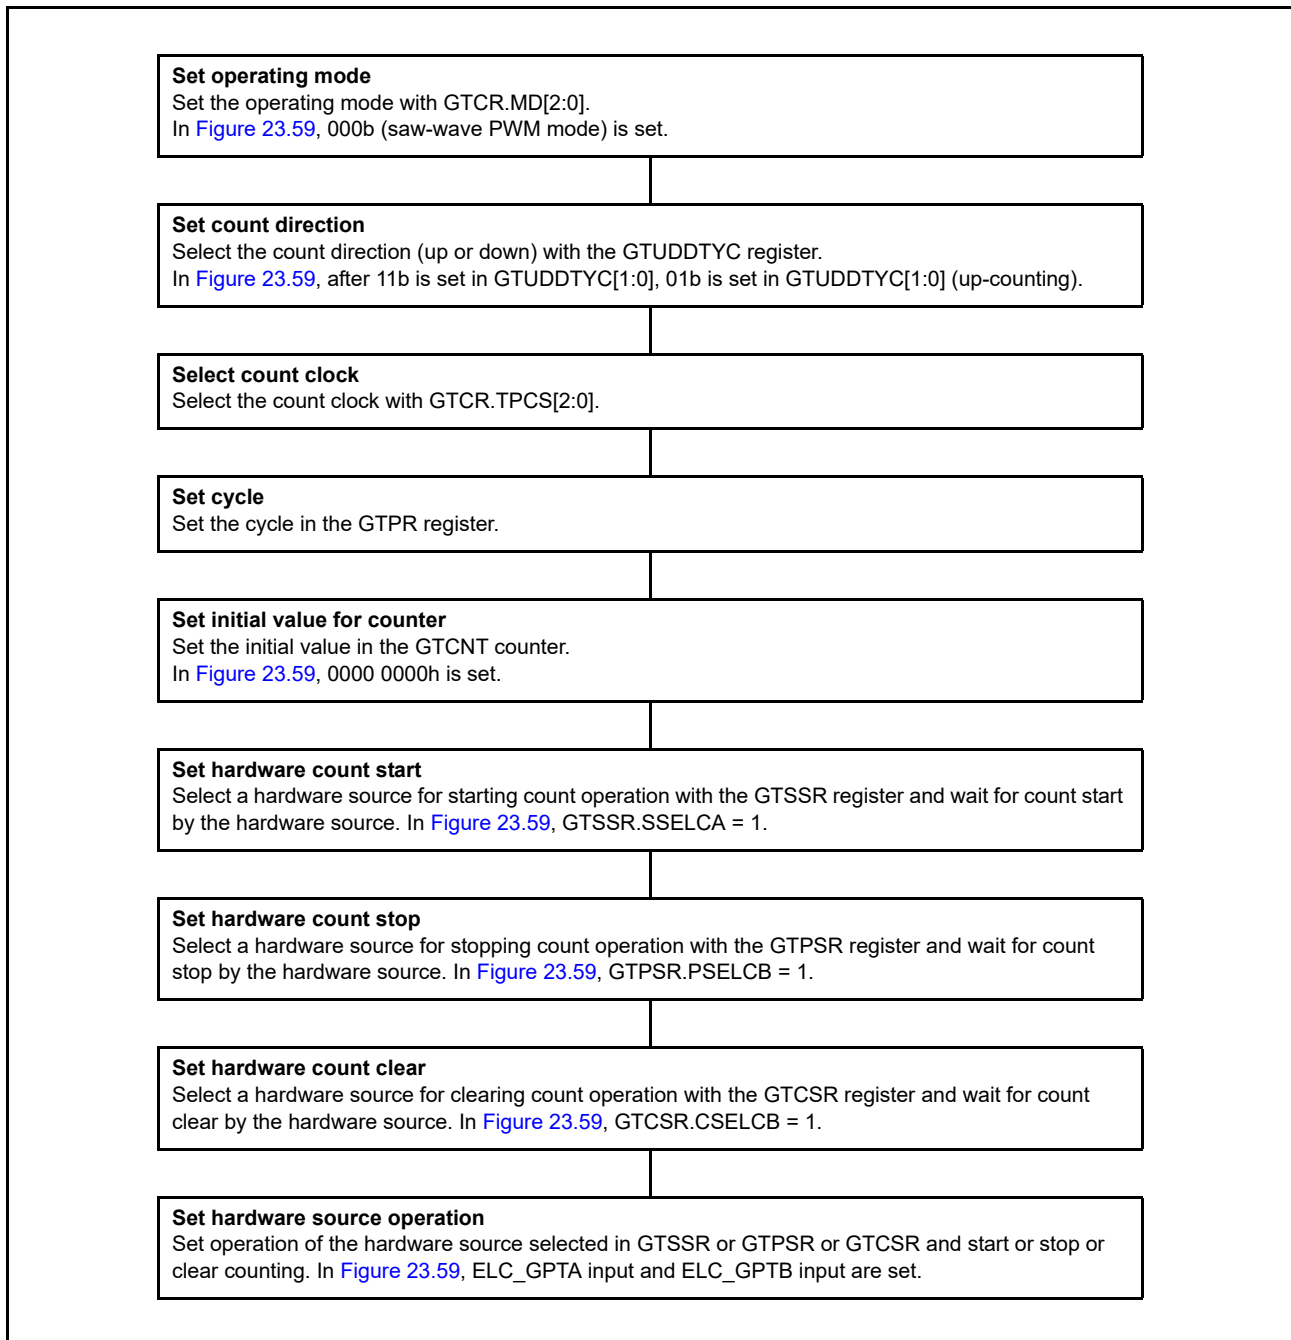 Set operating mode
Set the operating mode with GTCR.MD[2:0].
In Figure 23.59, 000b (saw-wave PWM mode) is set.
Set count direction
Select the count direction (up or down) with the GTUDDTYC register.
In Figure 23.59, after 11b is set in GTUDDTYC[1:0], 01b is set in GTUDDTYC[1:0] (up-counting).
Select count clock
Select the count clock with GTCR.TPCS[2:0].
Set cycle
Set the cycle in the GTPR register.
Set initial value for counter
Set the initial value in the GTCNT counter.
In Figure 23.59, 0000 0000h is set.
Set hardware count start
Select a hardware source for starting count operation with the GTSSR register and wait for count start
by the hardware source. In Figure 23.59, GTSSR.SSELCA = 1.
Set hardware count stop
Select a hardware source for stopping count operation with the GTPSR register and wait for count
stop by the hardware source. In Figure 23.59, GTPSR.PSELCB = 1.
Set hardware count clear
Select a hardware source for clearing count operation with the GTCSR register and wait for count
clear by the hardware source. In Figure 23.59, GTCSR.CSELCB = 1.
Set hardware source operation
Set operation of the hardware source selected in GTSSR or GTPSR or GTCSR and start or stop or
clear counting. In Figure 23.59, ELC_GPTA input and ELC_GPTB input are set.